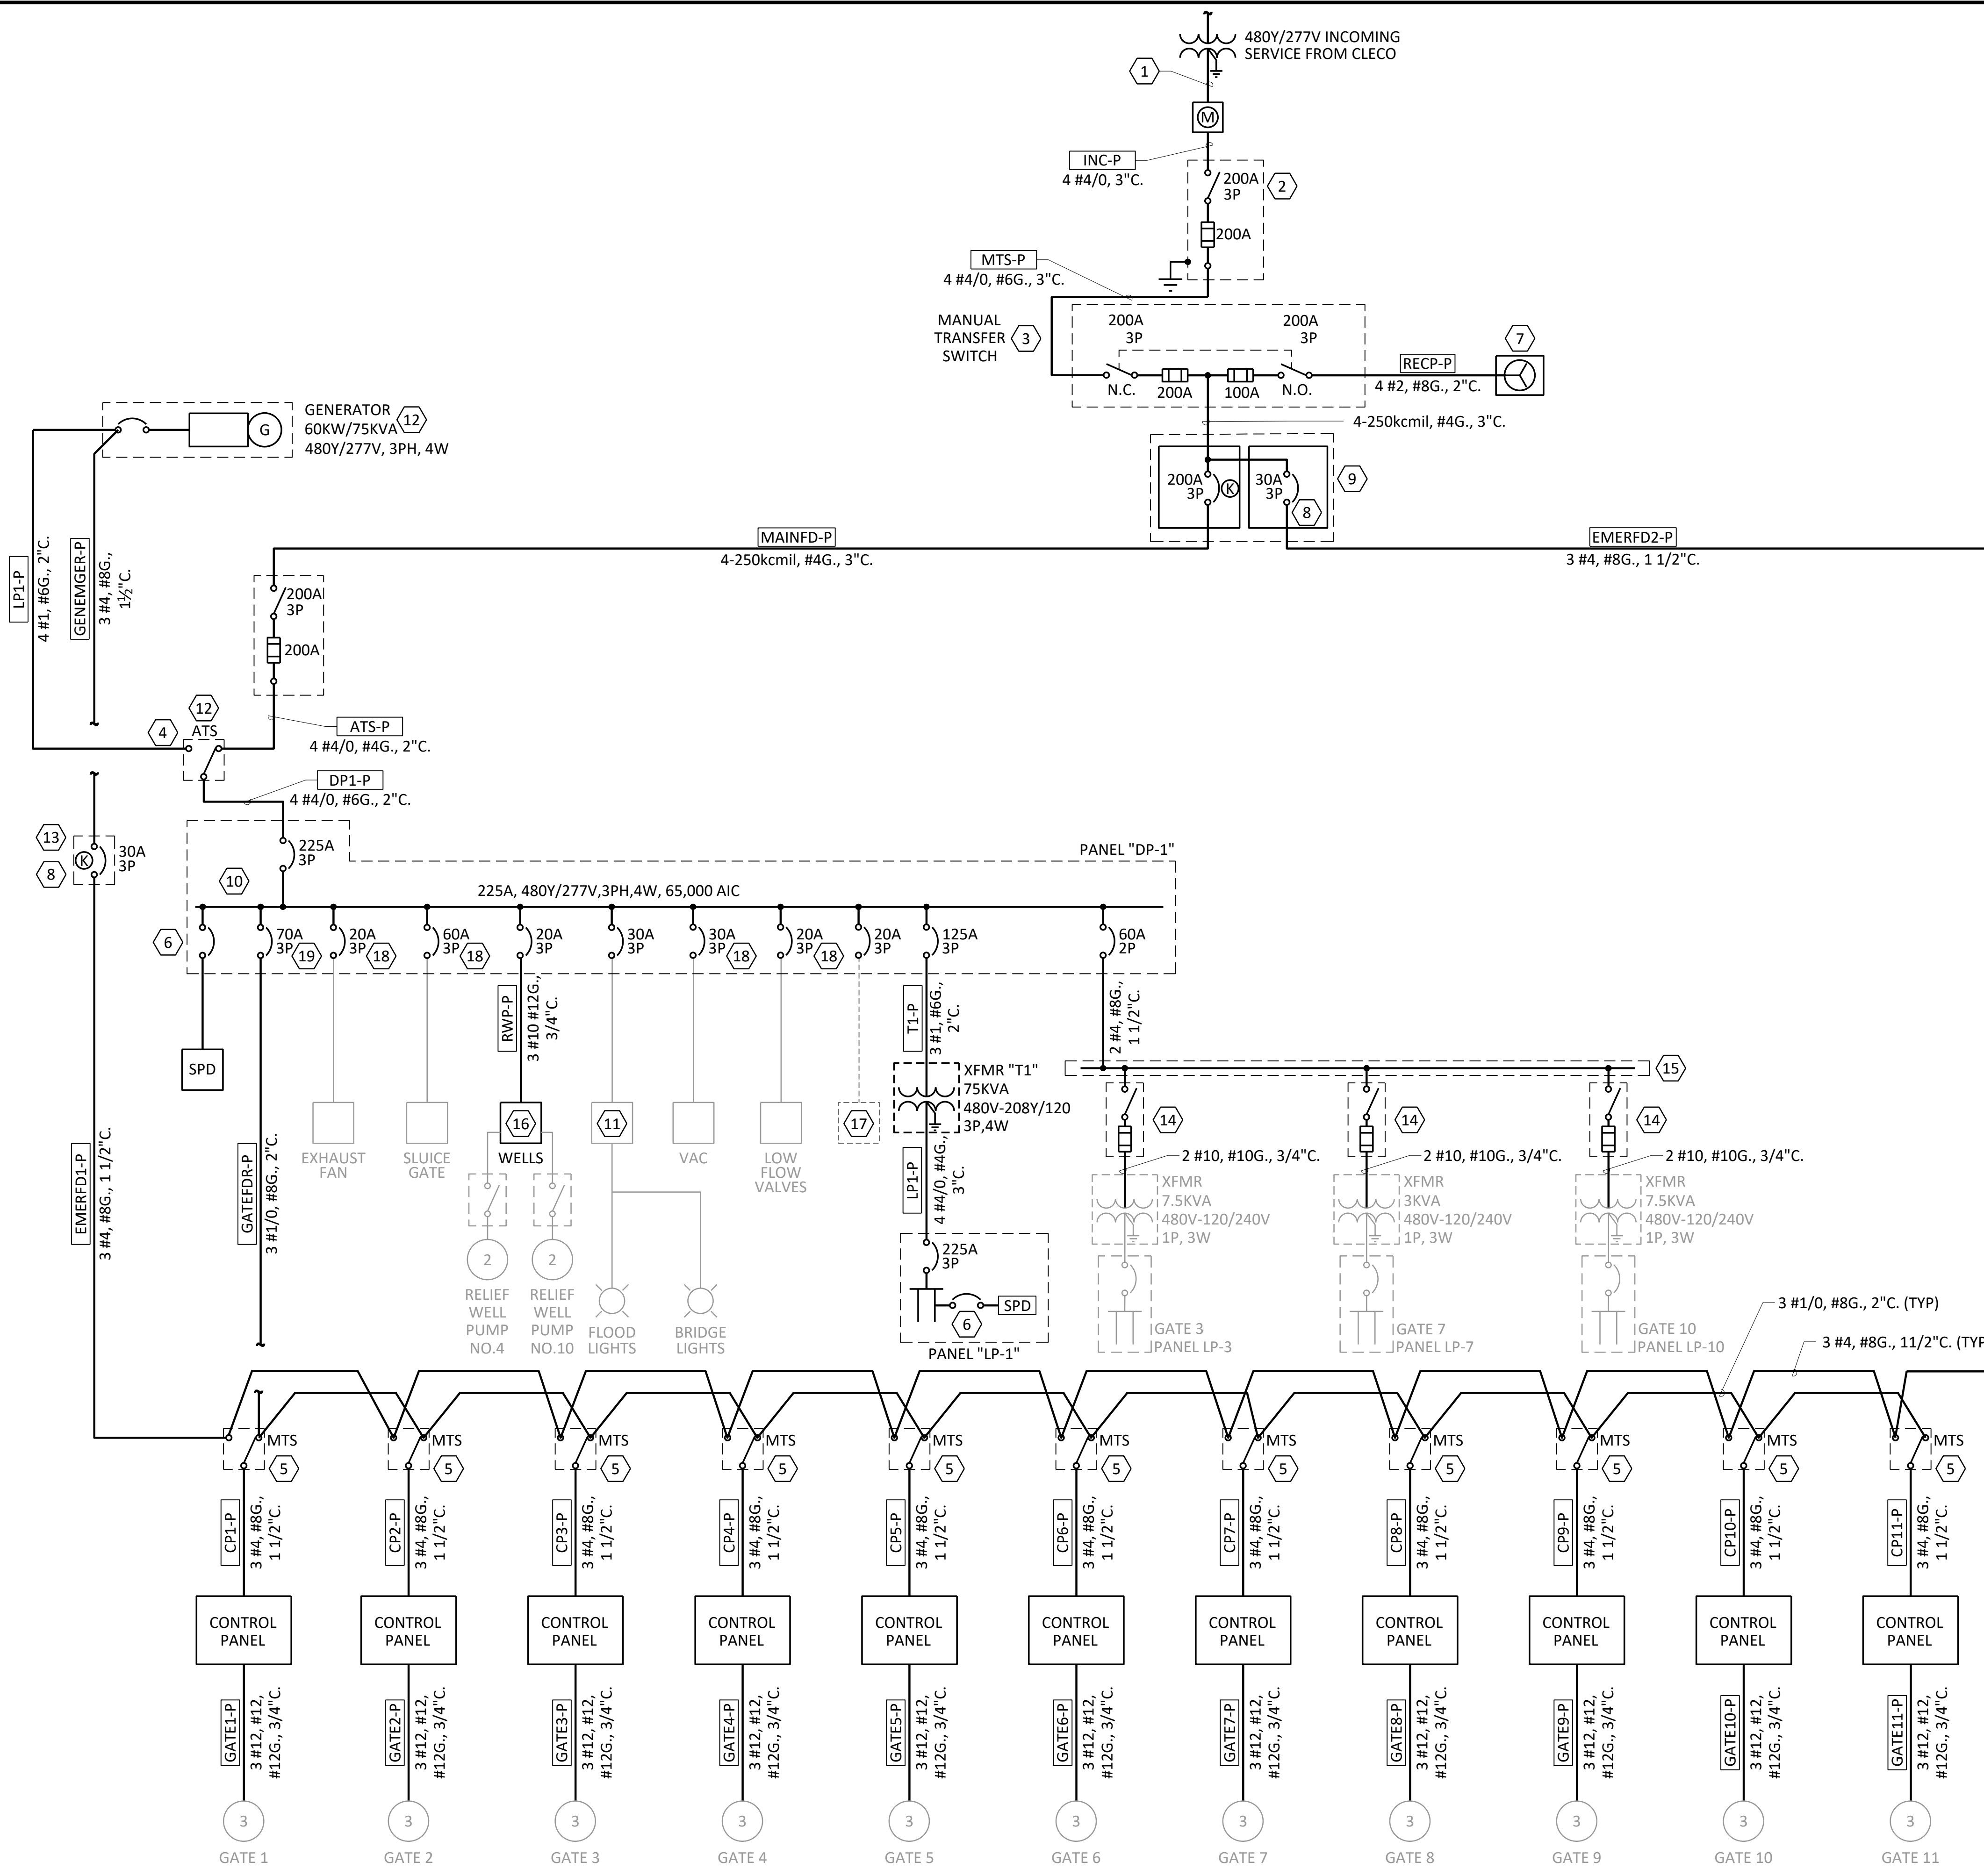 480Y/277V INCOMING
SERVICE FROM CLECO
1
M
INC-P
4 #4/0, 3"C.
200A
3P
2
200A
MTS-P
4 #4/0, #6G., 3"C.
MANUAL
TRANSFER
SWITCH
3
200A
3P
200A
3P
N.C.
200A
100A
N.O.
RECP-P
4 #2, #8G., 2"C.
7
4-250kcmil, #4G., 3"C.
GENERATOR
60KW/75KVA
480Y/277V, 3PH, 4W
12
G
200A
3P
K
30A
3P
8
9
MAINFD-P
4-250kcmil, #4G., 3"C.
EMERFD2-P
3 #4, #8G., 1 1/2"C.
LP1-P
4 #1, #6G., 2"C.
GENEMGER-P
3 #4, #8G.,
1½"C.
200A
3P
200A
12
ATS
4
ATS-P
4 #4/0, #4G., 2"C.
DP1-P
4 #4/0, #6G., 2"C.
13
8
K
30A
3P
225A
3P
PANEL "DP-1"
10
225A, 480Y/277V,3PH,4W, 65,000 AIC
6
70A
3P
19
20A
3P
18
60A
3P
18
20A
3P
30A
3P
30A
3P
18
20A
3P
18
20A
3P
125A
3P
60A
2P
RWP-P
3 #10 #12G.,
3/4"C.
T1-P
3 #1, #6G.,
2"C.
2 #4, #8G.,
1 1/2"C.
SPD
EXHAUST
FAN
SLUICE
GATE
16
WELLS
11
VAC
LOW
FLOW
VALVES
17
XFMR "T1"
75KVA
480V-208Y/120
3P,4W
15
14
14
14
2 #10, #10G., 3/4"C.
2 #10, #10G., 3/4"C.
2 #10, #10G., 3/4"C.
EMERFD1-P
3 #4, #8G., 1 1/2"C.
GATEFDR-P
3 #1/0, #8G., 2"C.
LP1-P
4 #4/0, #4G.,
3"C.
XFMR
7.5KVA
480V-120/240V
1P, 3W
XFMR
3KVA
480V-120/240V
1P, 3W
XFMR
7.5KVA
480V-120/240V
1P, 3W
2
2
RELIEF
WELL
PUMP
NO.4
RELIEF
WELL
PUMP
NO.10
FLOOD
LIGHTS
BRIDGE
LIGHTS
225A
3P
SPD
6
PANEL "LP-1"
GATE 3
PANEL LP-3
GATE 7
PANEL LP-7
GATE 10
PANEL LP-10
3 #1/0, #8G., 2"C. (TYP)
3 #4, #8G., 11/2"C. (TYP
MTS
5
MTS
5
MTS
5
MTS
5
MTS
5
MTS
5
MTS
5
MTS
5
MTS
5
MTS
5
MTS
5
CP1-P
3 #4, #8G.,
1 1/2"C.
CP2-P
3 #4, #8G.,
1 1/2"C.
CP3-P
3 #4, #8G.,
1 1/2"C.
CP4-P
3 #4, #8G.,
1 1/2"C.
CP5-P
3 #4, #8G.,
1 1/2"C.
CP6-P
3 #4, #8G.,
1 1/2"C.
CP7-P
3 #4, #8G.,
1 1/2"C.
CP8-P
3 #4, #8G.,
1 1/2"C.
CP9-P
3 #4, #8G.,
1 1/2"C.
CP10-P
3 #4, #8G.,
1 1/2"C.
CP11-P
3 #4, #8G.,
1 1/2"C.
CONTROL
PANEL
CONTROL
PANEL
CONTROL
PANEL
CONTROL
PANEL
CONTROL
PANEL
CONTROL
PANEL
CONTROL
PANEL
CONTROL
PANEL
CONTROL
PANEL
CONTROL
PANEL
CONTROL
PANEL
GATE1-P
3 #12, #12,
#12G., 3/4"C.
GATE2-P
3 #12, #12,
#12G., 3/4"C.
GATE3-P
3 #12, #12,
#12G., 3/4"C.
GATE4-P
3 #12, #12,
#12G., 3/4"C.
GATE5-P
3 #12, #12,
#12G., 3/4"C.
GATE6-P
3 #12, #12,
#12G., 3/4"C.
GATE7-P
3 #12, #12,
#12G., 3/4"C.
GATE8-P
3 #12, #12,
#12G., 3/4"C.
GATE9-P
3 #12, #12,
#12G., 3/4"C.
GATE10-P
3 #12, #12,
#12G., 3/4"C.
GATE11-P
3 #12, #12,
#12G., 3/4"C.
3
3
3
3
3
3
3
3
3
3
3
GATE 1
GATE 2
GATE 3
GATE 4
GATE 5
GATE 6
GATE 7
GATE 8
GATE 9
GATE 10
GATE 11